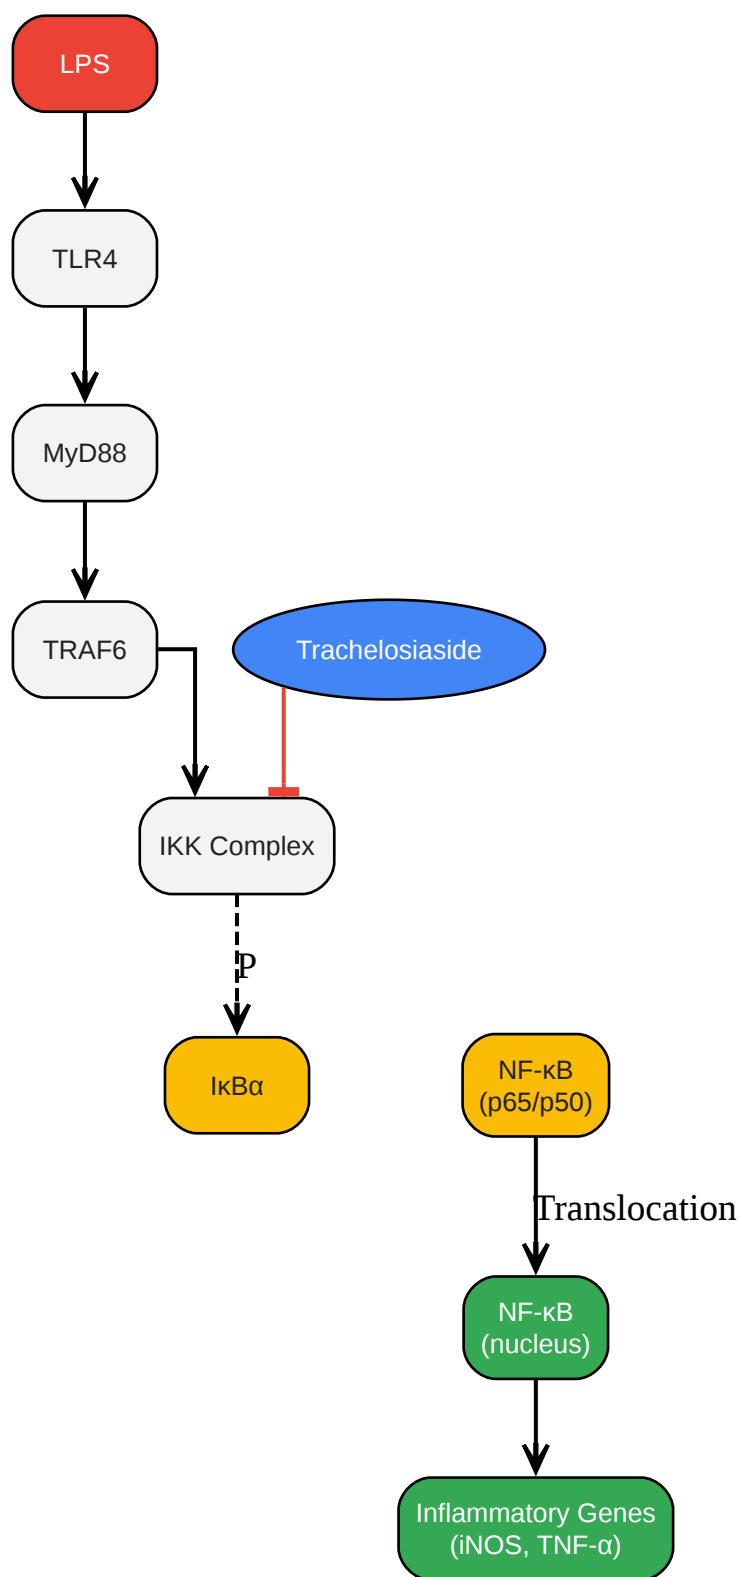 LPS
TLR4
MyD88
TRAF6
Trachelosiaside
IKK Complex
P
IκBα
NF-κB
(p65/p50)
Translocation
NF-κB
(nucleus)
Inflammatory Genes
(iNOS, TNF-α)